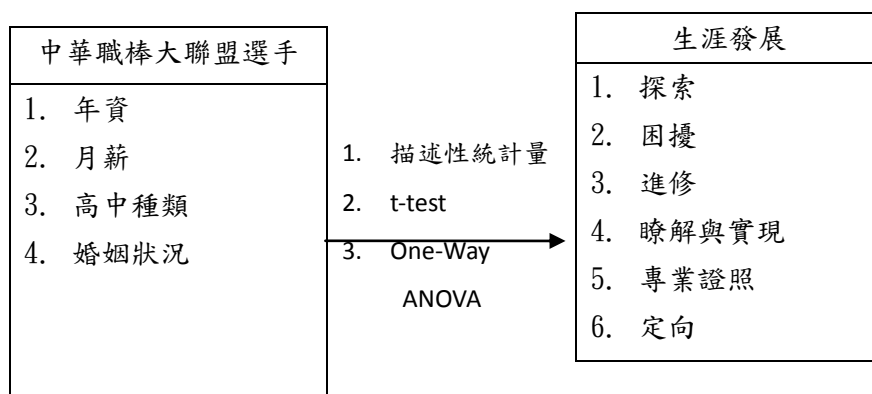 中華職棒大聯盟選手
1. 年資
2. 月薪
3. 高中種類
4. 婚姻狀況
1. 描述性統計量
2. t-test
3. One-Way
ANOVA
生涯發展
1. 探索
2. 困擾
3. 進修
4. 瞭解與實現
5. 專業證照
6. 定向